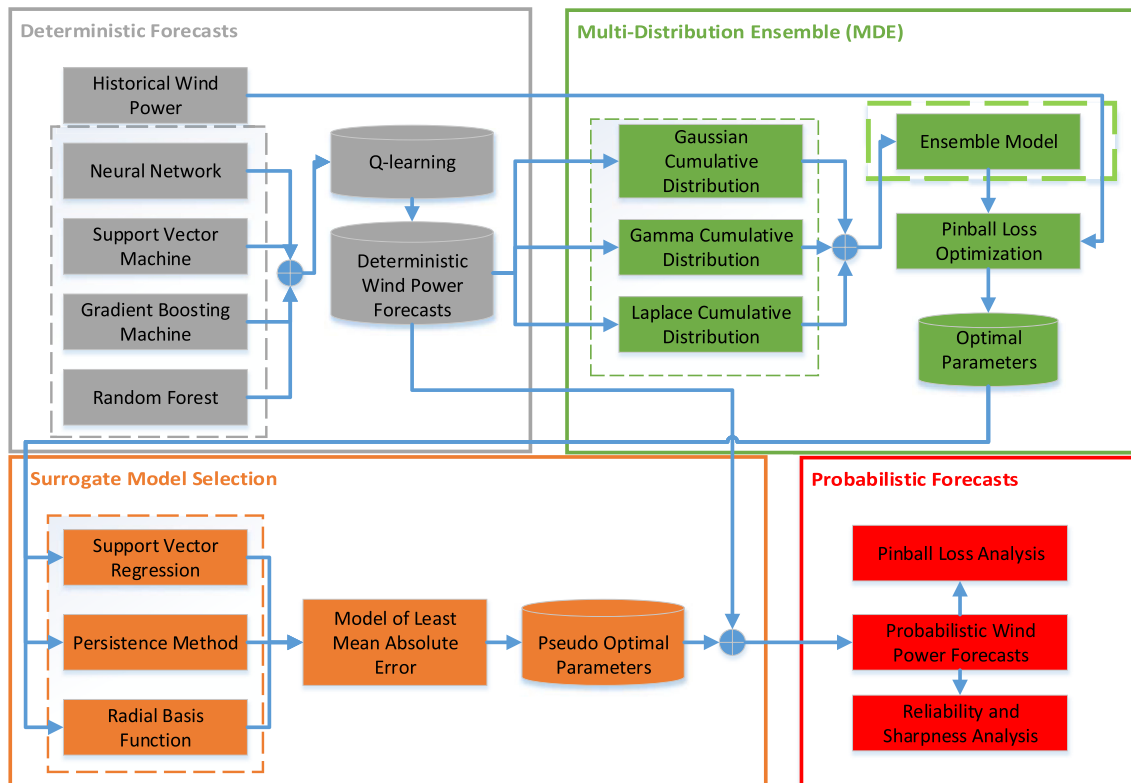 Deterministic Forecasts
Historical Wind
Power
Neural Network
Support Vector
Machine
Gradient Boosting
Machine
Random Forest
Q-learning
Deterministic
Wind Power
Forecasts
Multi-Distribution Ensemble (MDE)
Gaussian
Cumulative
Distribution
Gamma Cumulative
Distribution
Laplace Cumulative
Distribution
Ensemble Model
Pinball Loss
Optimization
Optimal
Parameters
Surrogate Model Selection
Support Vector
Regression
Persistence Method
Radial Basis
Function
Model of Least
Mean Absolute
Error
Pseudo Optimal
Parameters
Probabilistic Forecasts
Pinball Loss Analysis
Probabilistic Wind
Power Forecasts
Reliability and
Sharpness Analysis